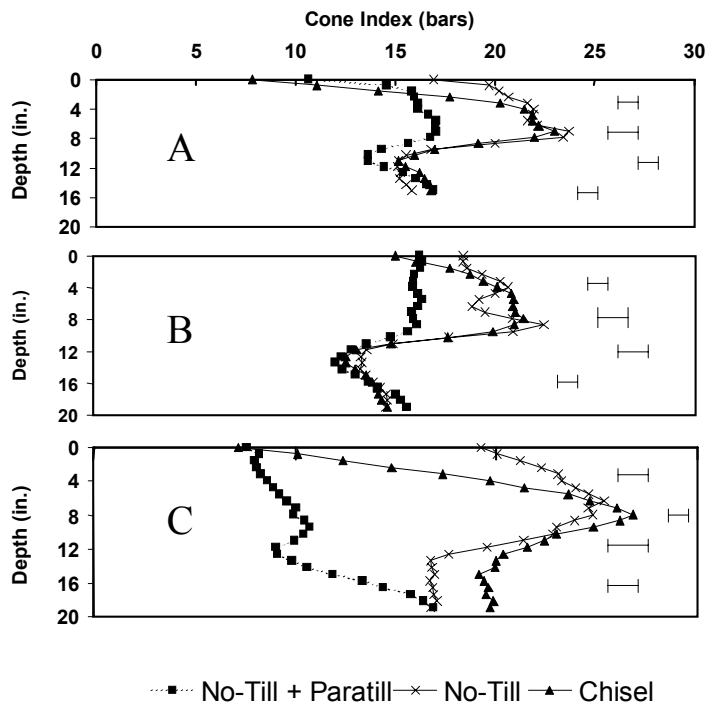 Cone Index (bars)
0 5 10 15 20 25 30
Depth (in.)
0
4
8
12
16
20
A
Depth (in.)
0
4
8
12
16
20
B
Depth (in.)
0
4
8
12
16
20
C
No-Till + Paratill No-Till Chisel